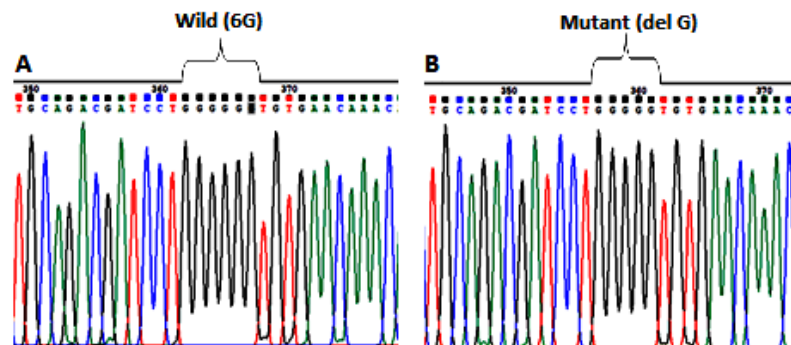 Wild (6G)
Mutant (del G)
A
350 360 370
TGCAGACGATCCTGGGGGGTGTGAACAAAC
B
350 360 370
TGCAGACGATCCTGGGGGTGTGAACAAAC